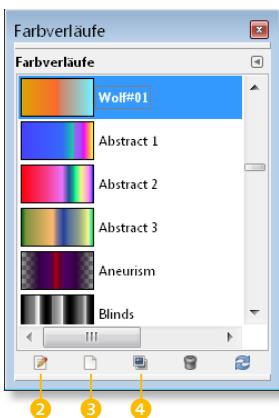 Farbverläufe
Farbverläufe
Wolf#01
Abstract 1
Abstract 2
Abstract 3
Aneurism
Blinds
2 3 4